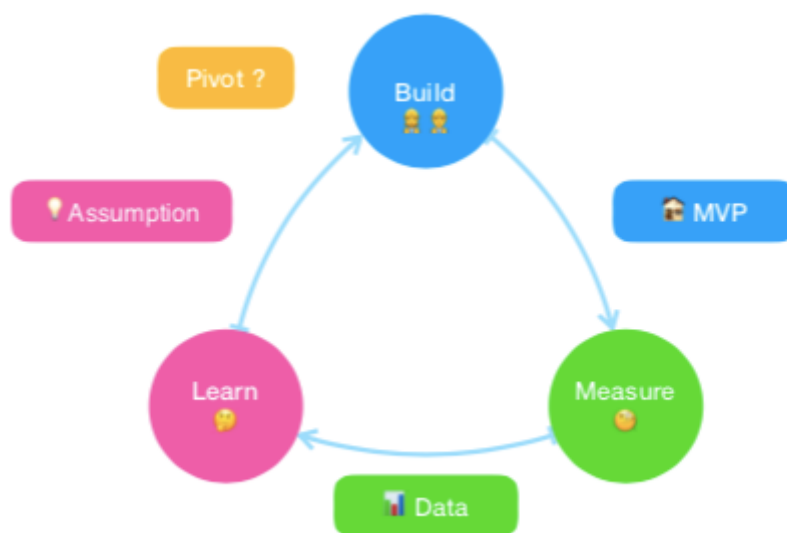 Pivot ?
Build
Assumption
MVP
Learn
Measure
Data